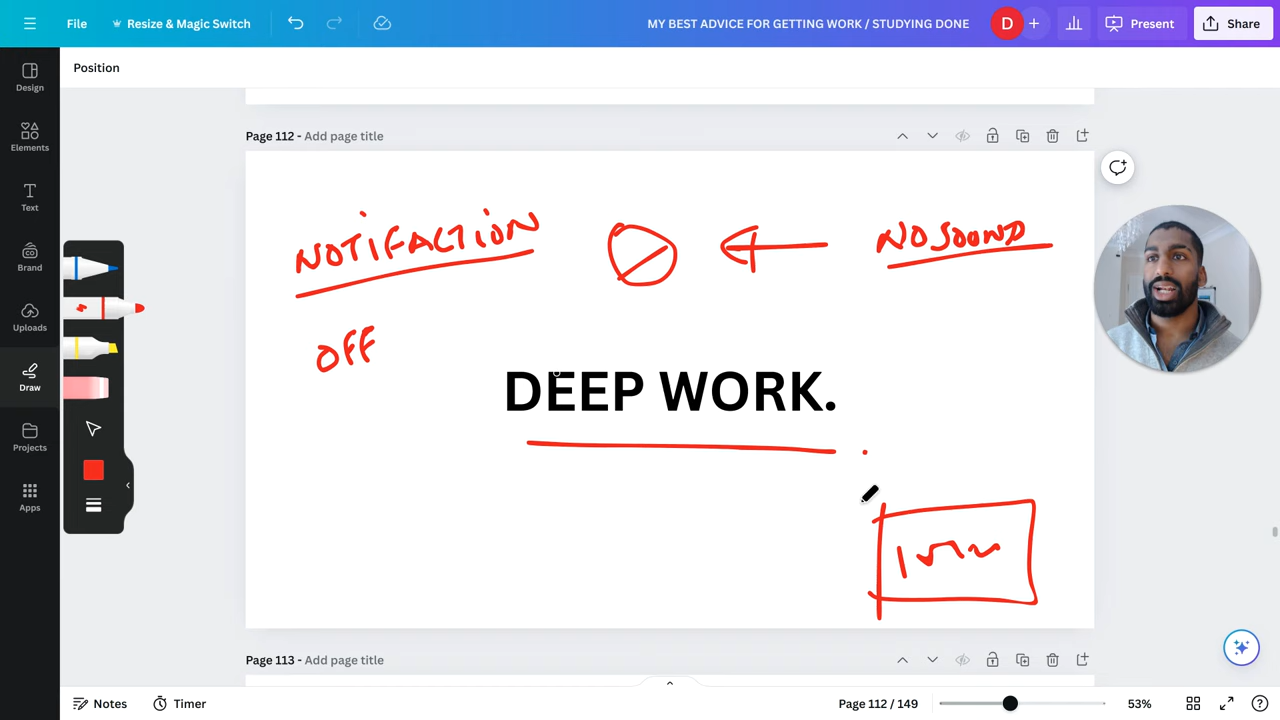 File
Resize & Magic Switch
MY BEST ADVICE FOR GETTING WORK / STUDYING DONE
D
Present
Share
Design
Position
Elements
Text
Brand
Uploads
Draw
Projects
Apps
Page 112 - Add page title
NOTIFACTION
NO SOUND
OFF
DEEP WORK.
Page 113 - Add page title
Notes
Timer
Page 112 / 149
53%